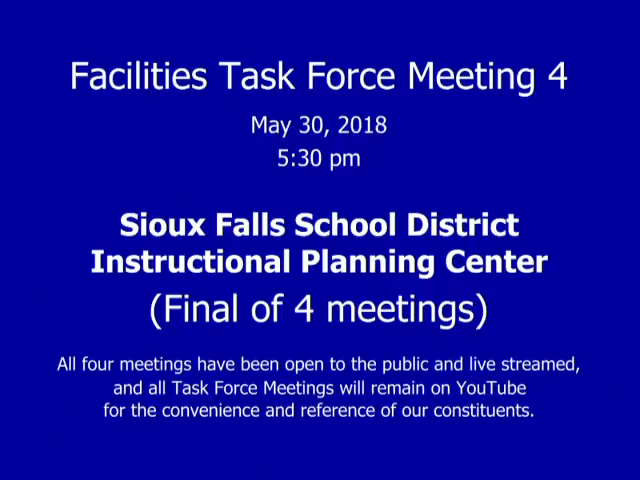 Facilities Task Force Meeting 4
May 30, 2018
5:30 pm
Sioux Falls School District
Instructional Planning Center
(Final of 4 meetings)
All four meetings have been open to the public and live streamed,
and all Task Force Meetings will remain on YouTube
for the convenience and reference of our constituents.